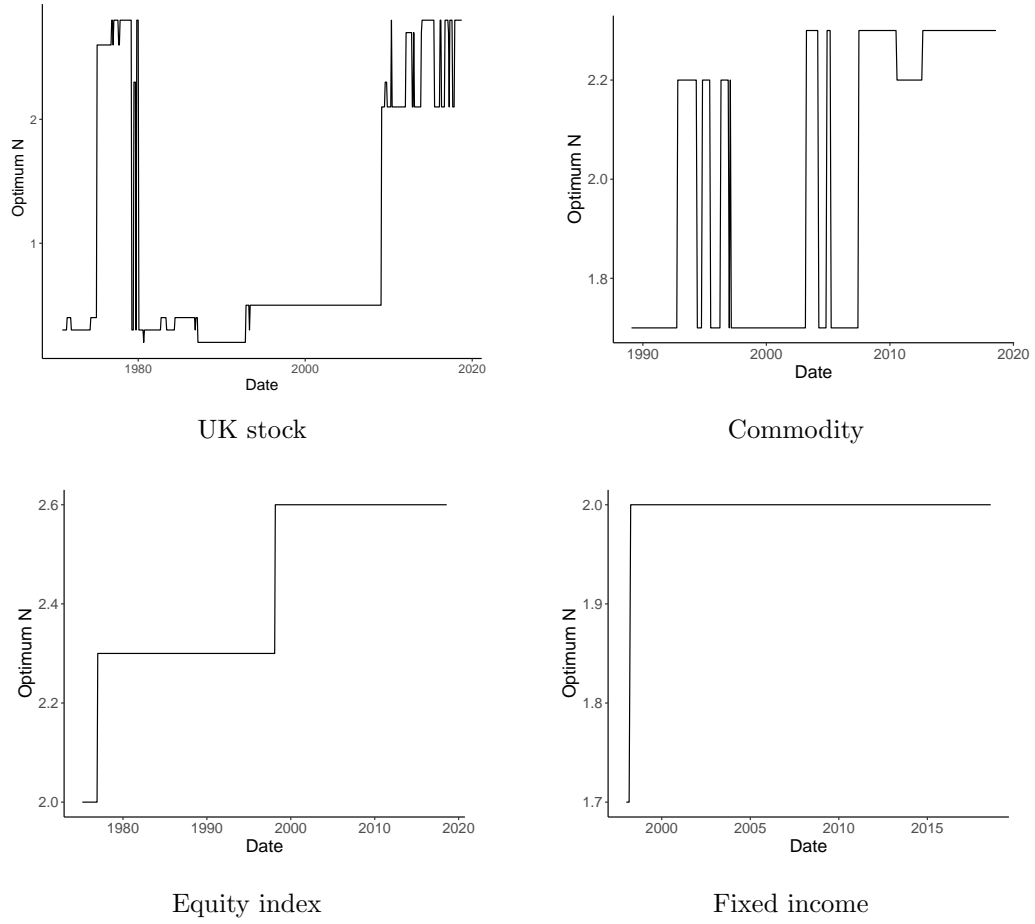 Optimum N
2
1
1980
2000
2020
Date
UK stock
Optimum N
2.2
2.0
1.8
1990
2000
2010
2020
Date
Commodity
Optimum N
2.6
2.4
2.2
2.0
1980
1990
2000
2010
2020
Date
Equity index
Optimum N
2.0
1.9
1.8
1.7
2000
2005
2010
2015
Date
Fixed income